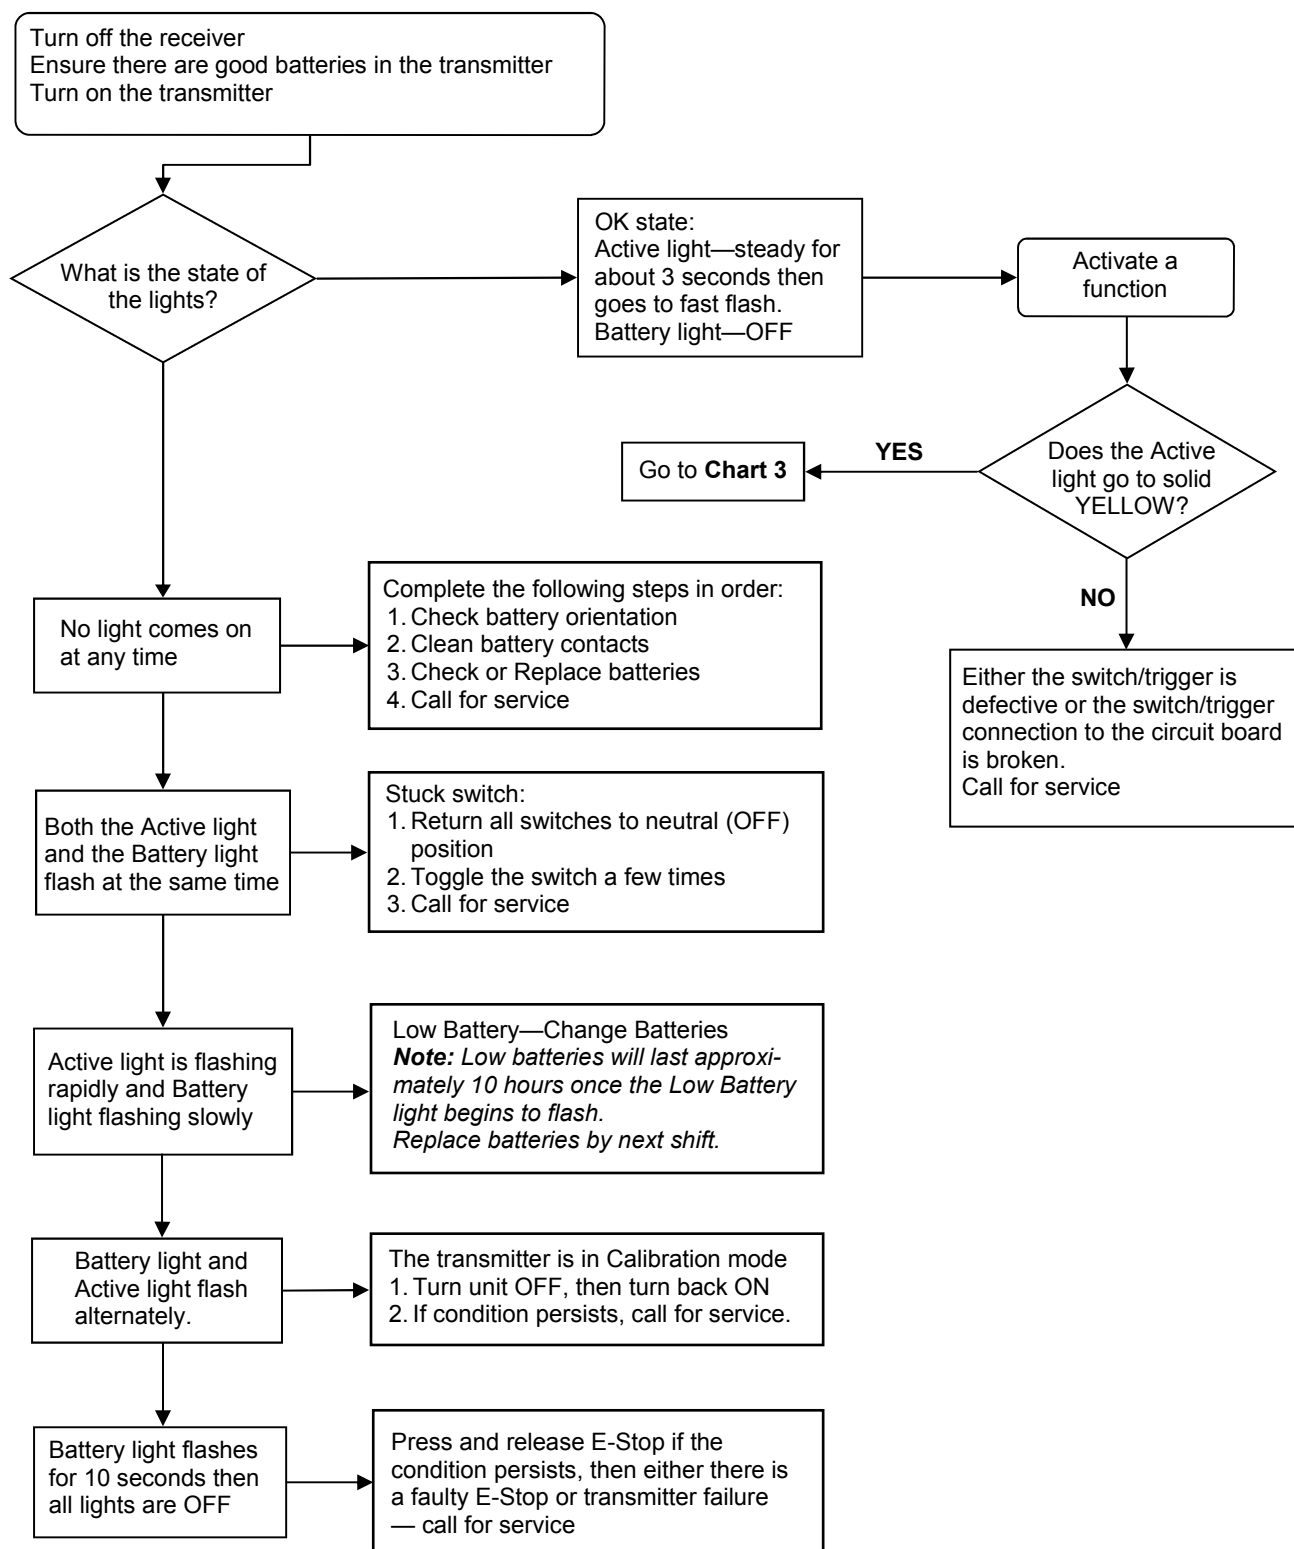 Turn off the receiver
Ensure there are good batteries in the transmitter
Turn on the transmitter
What is the state of
the lights?
OK state:
Active light—steady for
about 3 seconds then
goes to fast flash.
Battery light—OFF
Activate a
function
Does the Active
light go to solid
YELLOW?
YES
Go to Chart 3
NO
Either the switch/trigger is
defective or the switch/trigger
connection to the circuit board
is broken.
Call for service
No light comes on
at any time
Complete the following steps in order:
1. Check battery orientation
2. Clean battery contacts
3. Check or Replace batteries
4. Call for service
Both the Active light
and the Battery light
flash at the same time
Stuck switch:
1. Return all switches to neutral (OFF)
position
2. Toggle the switch a few times
3. Call for service
Active light is flashing
rapidly and Battery
light flashing slowly
Low Battery—Change Batteries
Note: Low batteries will last approxi-
mately 10 hours once the Low Battery
light begins to flash.
Replace batteries by next shift.
Battery light and
Active light flash
alternately.
The transmitter is in Calibration mode
1. Turn unit OFF, then turn back ON
2. If condition persists, call for service.
Battery light flashes
for 10 seconds then
all lights are OFF
Press and release E-Stop if the
condition persists, then either there is
a faulty E-Stop or transmitter failure
— call for service